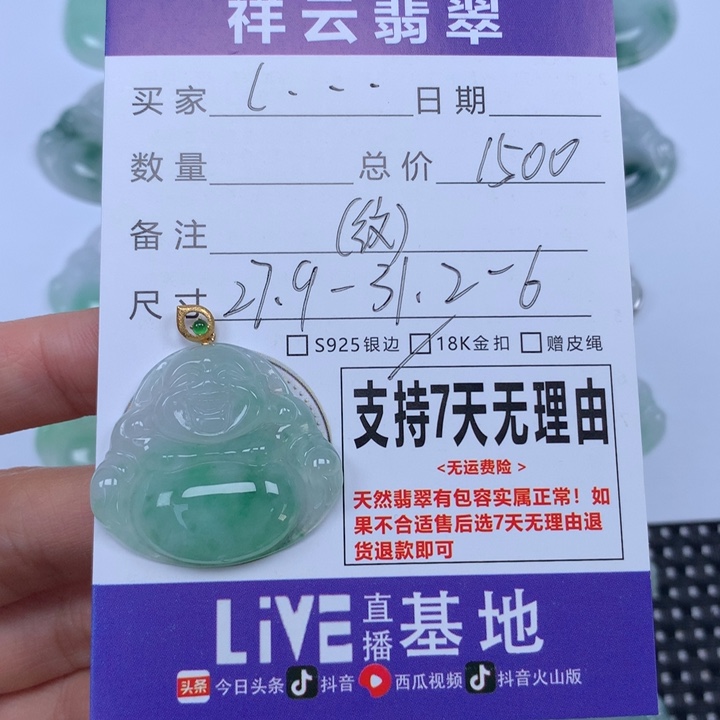 祥云翡翠
买家 L... 日期
数量 总价 1500
备注 (纹)
尺寸 27.9-31.2-6
S925银边 18K金扣 赠皮绳
支持7天无理由
<无运费险>
天然翡翠有包容实属正常！如
果不合适售后选7天无理由退
货退款即可
LiVE直播基地
头条 今日头条 抖音 西瓜视频 抖音火山版